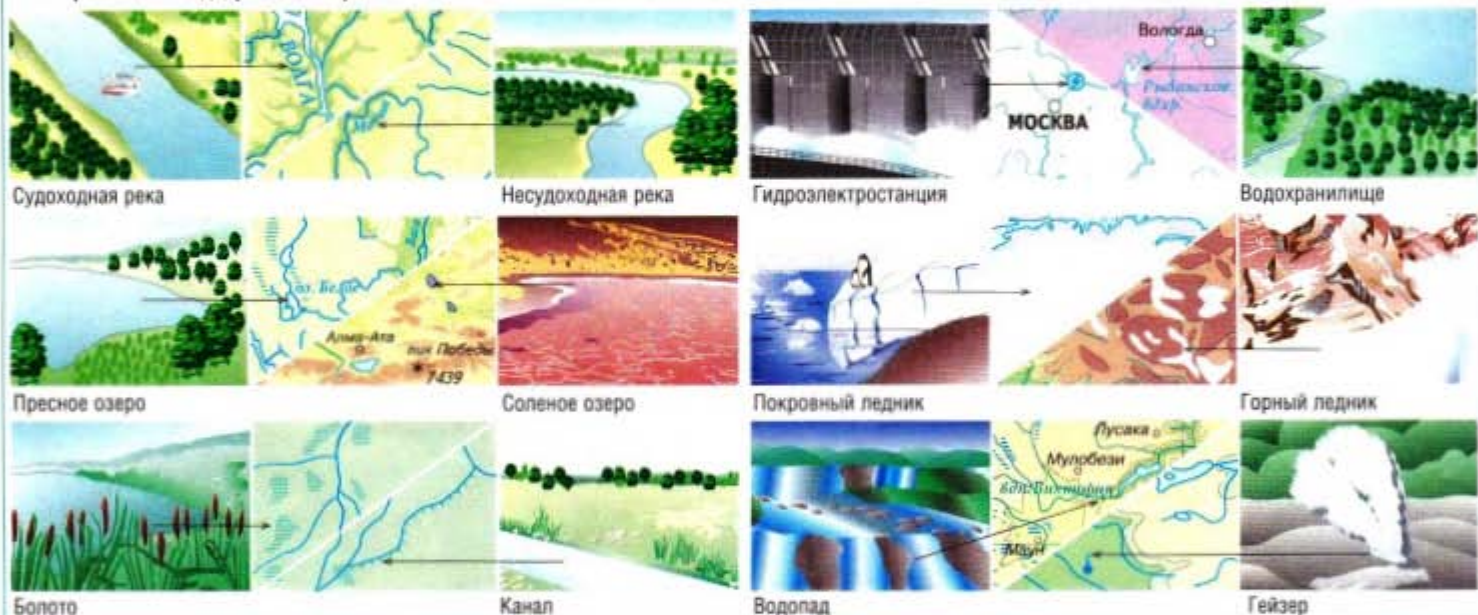 ВОЛГА
Вологда
Рыбинское
вдхр.
МОСКВА
Судоходная река
Несудоходная река
Гидроэлектростанция
Водохранилище
оз. Белое
Алма-Ата
пик Победы
7439
Пресное озеро
Соленое озеро
Покровный ледник
Горный ледник
Лусака
Мулобези
вдп. Виктория
Маун
Болото
Канал
Водопад
Гейзер